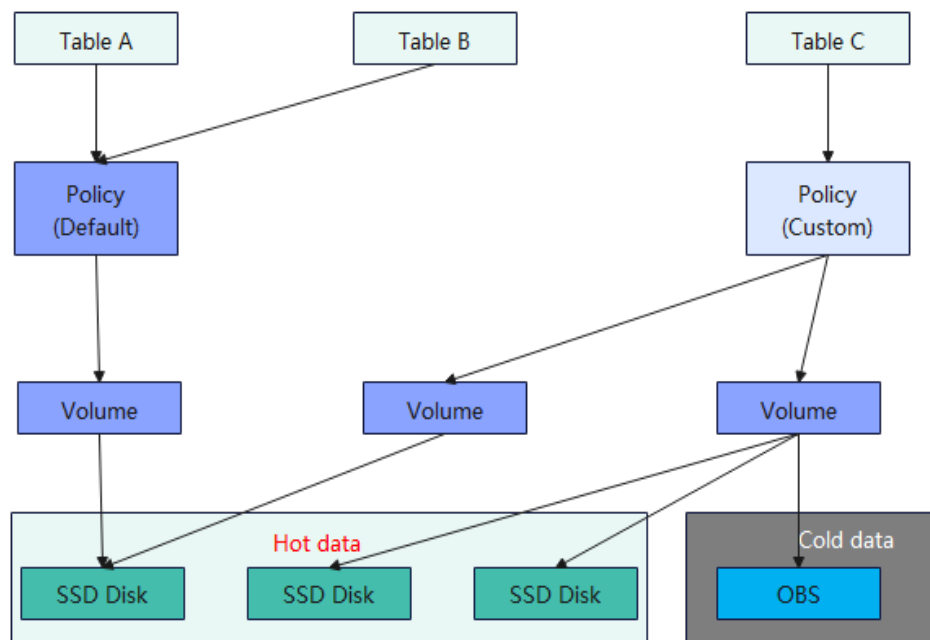 Table A
Table B
Table C
Policy
(Default)
Policy
(Custom)
Volume
Volume
Volume
Hot data
Cold data
SSD Disk
SSD Disk
SSD Disk
OBS